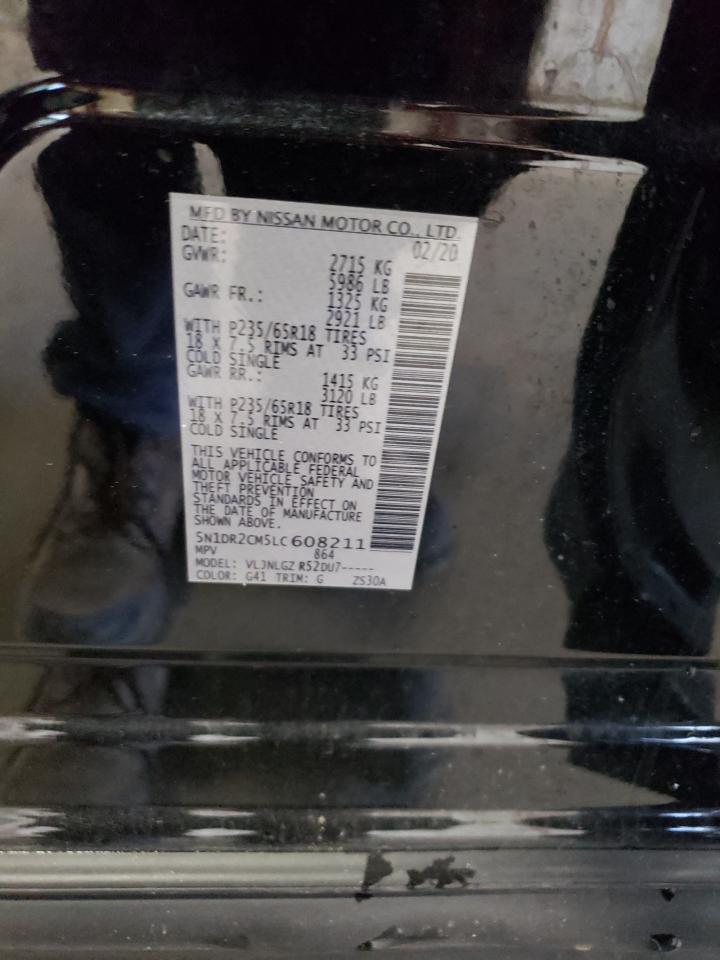 MFD BY NISSAN MOTOR CO., LTD.
DATE: 02/20
GVWR: 2715 KG
5986 LB
GAWR FR.: 1325 KG
2921 LB
WITH P235/65R18 TIRES
18 X 7.5 RIMS AT 33 PSI
COLD SINGLE
GAWR RR.: 1415 KG
3120 LB
WITH P235/65R18 TIRES
18 X 7.5 RIMS AT 33 PSI
COLD SINGLE
THIS VEHICLE CONFORMS TO
ALL APPLICABLE FEDERAL
MOTOR VEHICLE SAFETY AND
THEFT PREVENTION
STANDARDS IN EFFECT ON
THE DATE OF MANUFACTURE
SHOWN ABOVE.
5N1DR2CM5LC608211
MPV 864
MODEL: VLJNLGZ R52DU7-----
COLOR: G41 TRIM: G ZS30A